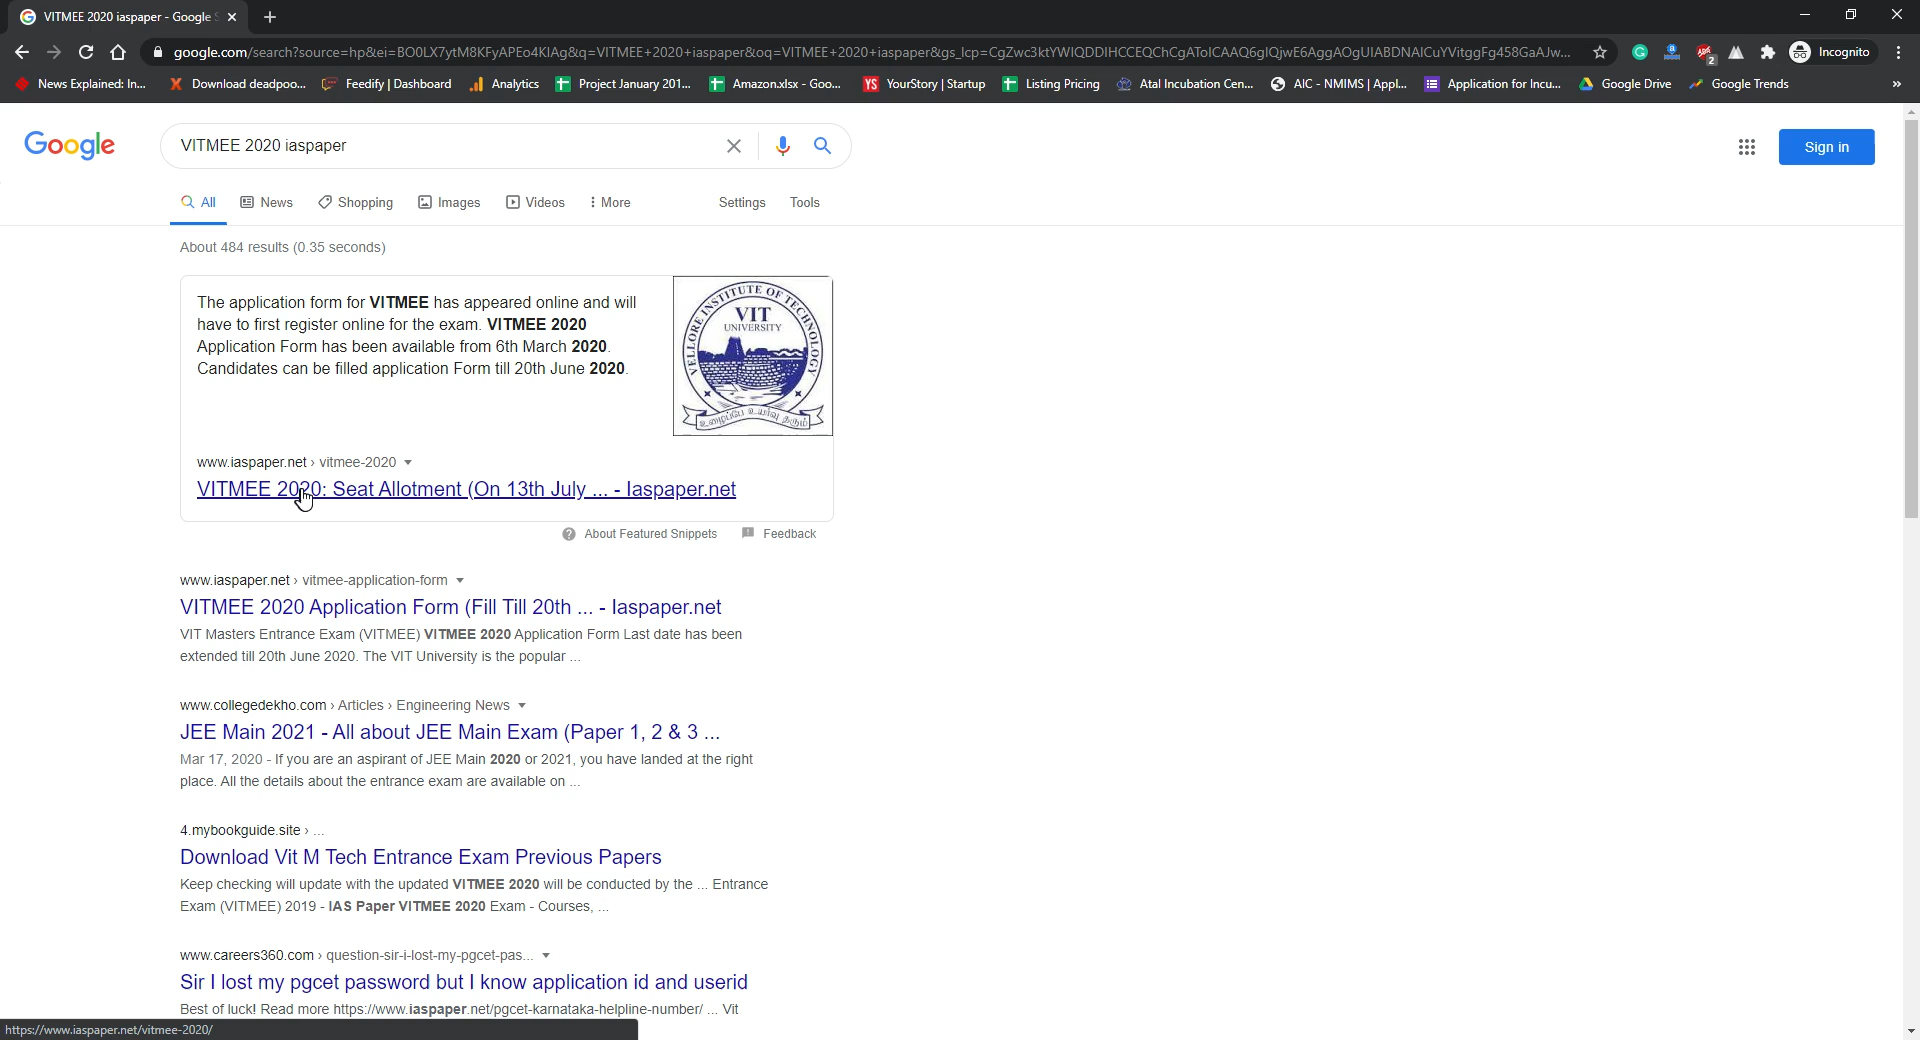 VITMEE 2020 iaspaper - Google S
google.com/search?source=hp&ei=BO0LX7ytM8KFyAPEo4KIAg&q=VITMEE+2020+iaspaper&oq=VITMEE+2020+iaspaper&gs_lcp=CgZwc3ktYWIQDDIHCCEQChCgAToICAAQ6gIQjwE6AggAOgUIABDNAlCuYVitggFg458GaAJw...
2
Incognito
News Explained: In...
Download deadpoo...
Feedify | Dashboard
Analytics
Project January 201...
Amazon.xlsx - Goo...
YS YourStory | Startup
Listing Pricing
Atal Incubation Cen...
AIC - NMIMS | Appl...
Application for Incu...
Google Drive
Google Trends
»
Google
VITMEE 2020 iaspaper
Sign in
All
News
Shopping
Images
Videos
More
Settings
Tools
About 484 results (0.35 seconds)
The application form for VITMEE has appeared online and will
have to first register online for the exam. VITMEE 2020
Application Form has been available from 6th March 2020.
Candidates can be filled application Form till 20th June 2020.
VELLORE INSTITUTE OF TECHNOLOGY
VIT
UNIVERSITY
www.iaspaper.net › vitmee-2020
VITMEE 2020: Seat Allotment (On 13th July ... - Iaspaper.net
About Featured Snippets
Feedback
www.iaspaper.net › vitmee-application-form
VITMEE 2020 Application Form (Fill Till 20th ... - Iaspaper.net
VIT Masters Entrance Exam (VITMEE) VITMEE 2020 Application Form Last date has been
extended till 20th June 2020. The VIT University is the popular ...
www.collegedekho.com › Articles › Engineering News
JEE Main 2021 - All about JEE Main Exam (Paper 1, 2 & 3 ...
Mar 17, 2020 - If you are an aspirant of JEE Main 2020 or 2021, you have landed at the right
place. All the details about the entrance exam are available on ...
4.mybookguide.site › ...
Download Vit M Tech Entrance Exam Previous Papers
Keep checking will update with the updated VITMEE 2020 will be conducted by the ... Entrance
Exam (VITMEE) 2019 - IAS Paper VITMEE 2020 Exam - Courses, ...
www.careers360.com › question-sir-i-lost-my-pgcet-pas...
Sir I lost my pgcet password but I know application id and userid
Best of luck! Read more https://www.iaspaper.net/pgcet-karnataka-helpline-number/ ... Vit
https://www.iaspaper.net/vitmee-2020/